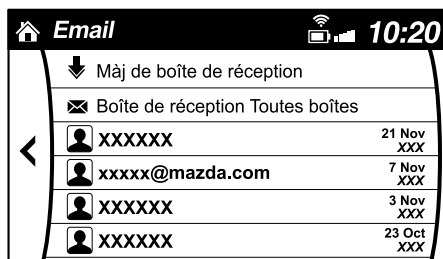 Email 10:20
Màj de boîte de réception
Boîte de réception Toutes boîtes
XXXXXX 21 Nov
XXX
xxxxx@mazda.com 7 Nov
XXX
XXXXXX 3 Nov
XXX
XXXXXX 23 Oct
XXX